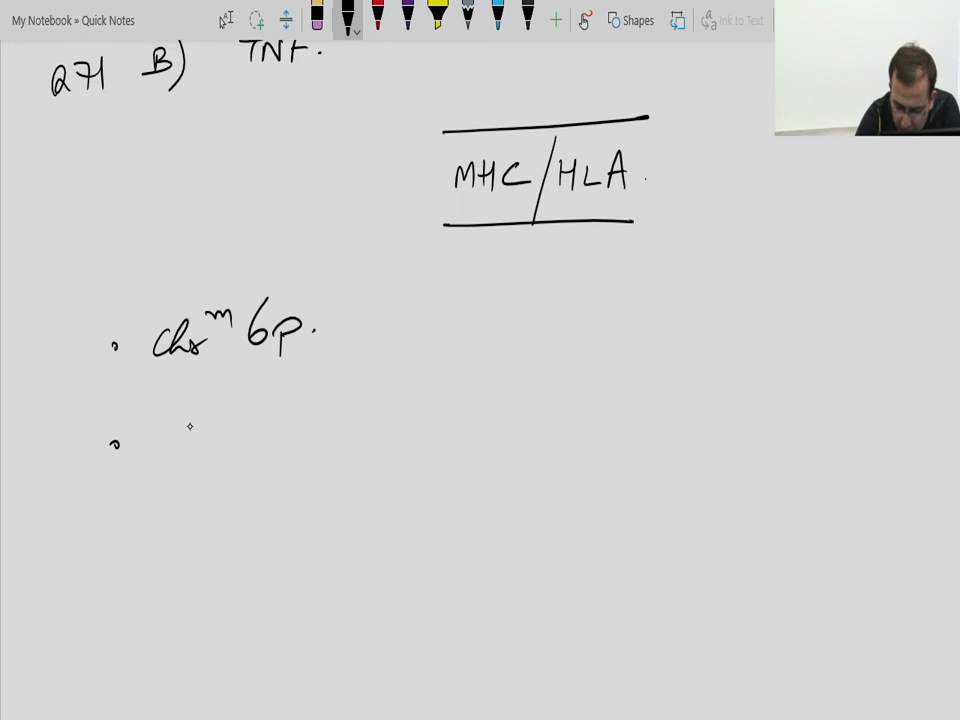 My Notebook » Quick Notes
Shapes
Ink to Text
Q71 B) TNF.
MHC/HLA.
• Chr^m 6p.
•